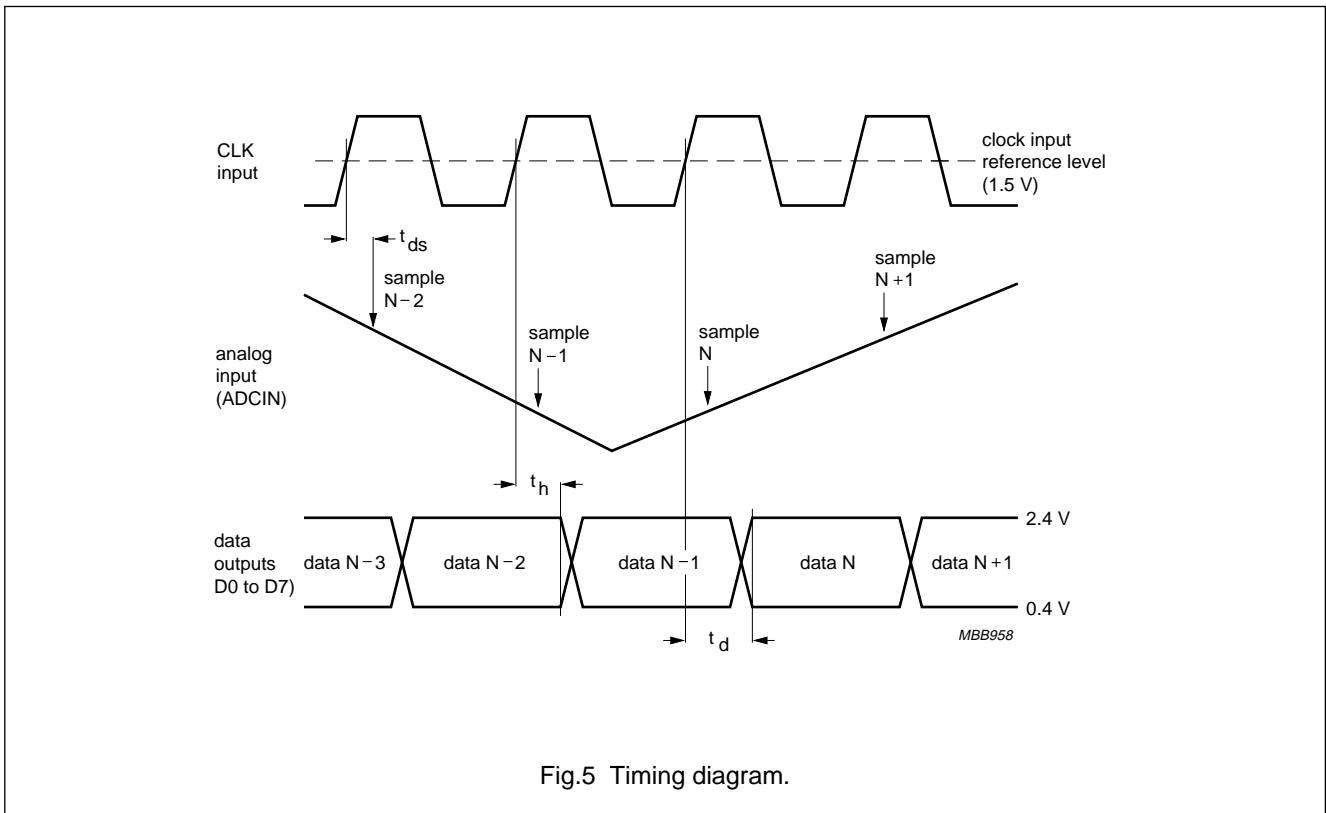 CLK
input
clock input
reference level
(1.5 V)
t ds
sample
N−2
sample
N+1
sample
N−1
sample
N
analog
input
(ADCIN)
t h
data
outputs
D0 to D7)
data N−3
data N−2
data N−1
data N
data N+1
2.4 V
0.4 V
t d
MBB958
Fig.5 Timing diagram.